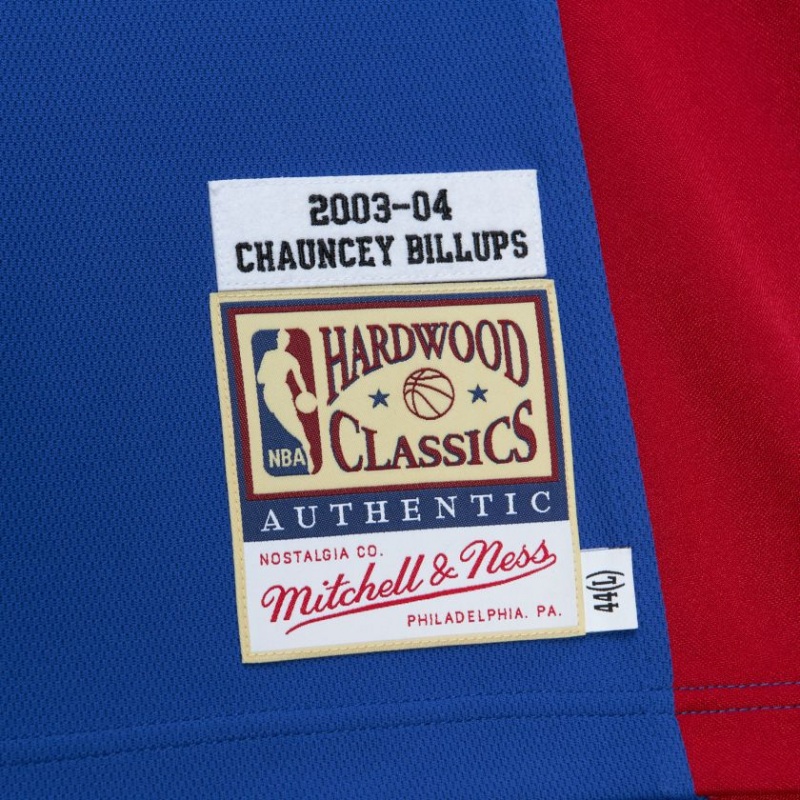 2003-04
CHAUNCEY BILLUPS
HARDWOOD
CLASSICS
NBA
AUTHENTIC
NOSTALGIA CO.
Mitchell & Ness
PHILADELPHIA, PA.
44(L)